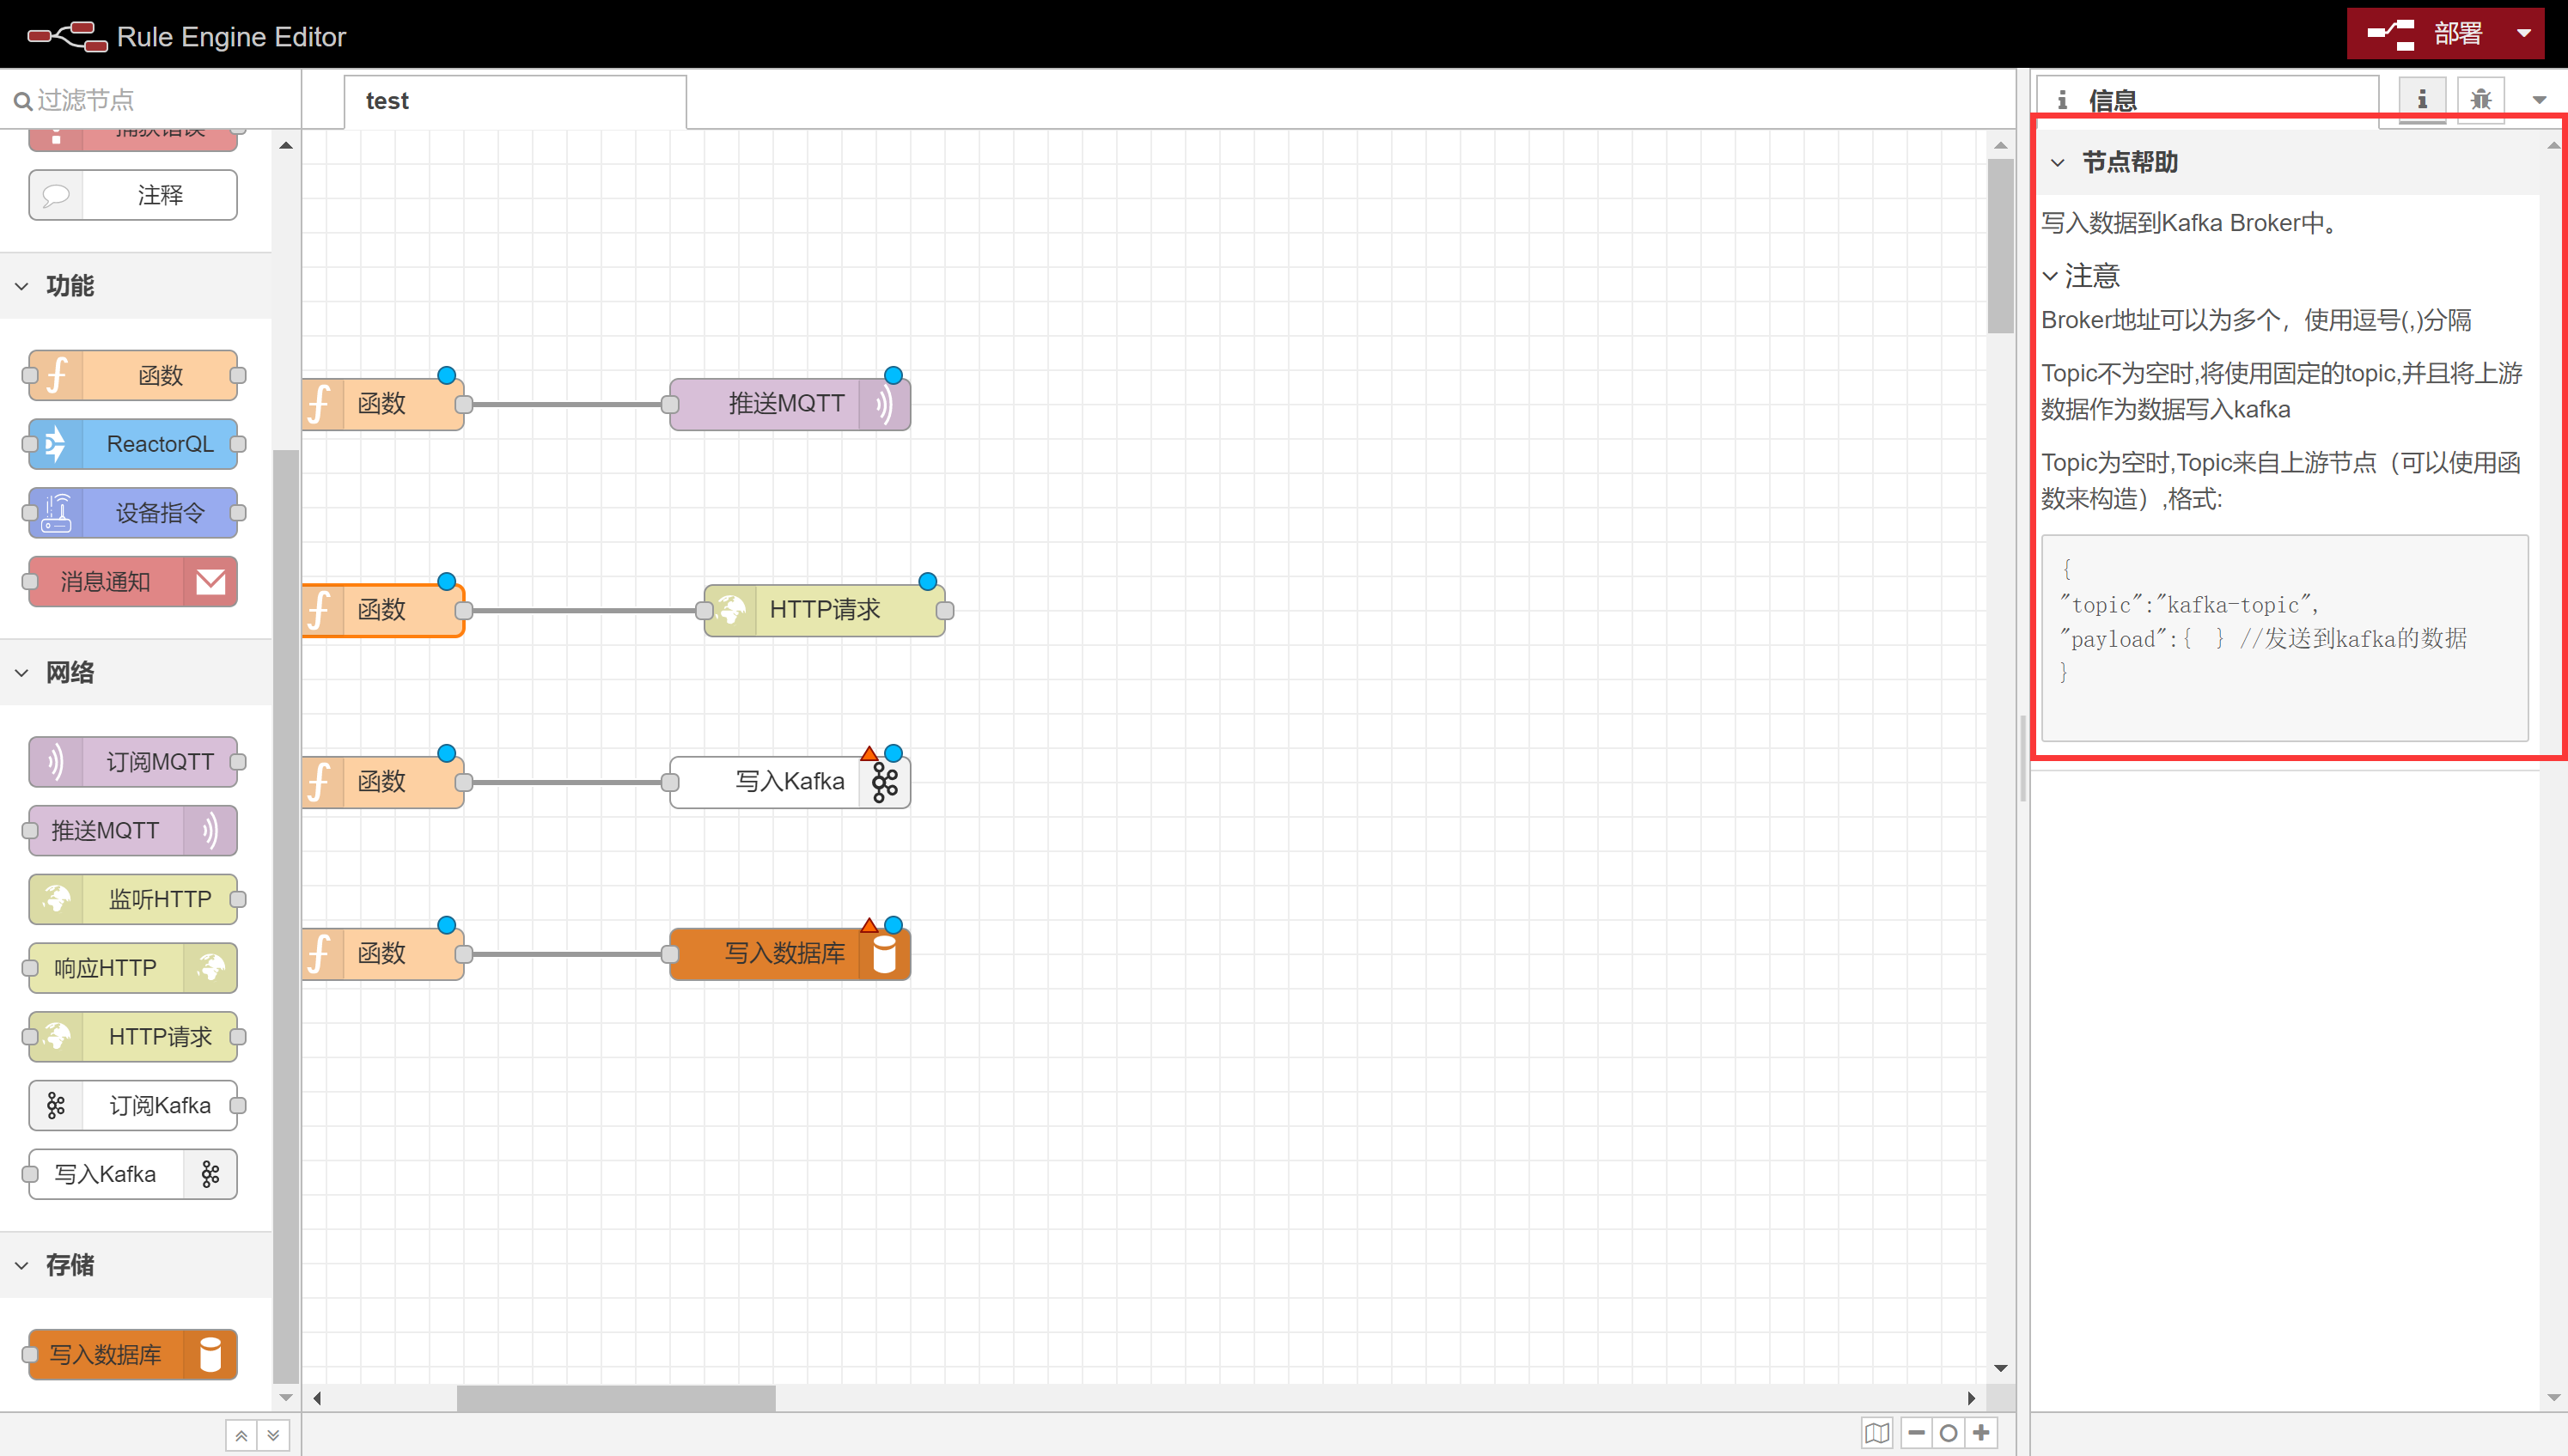 Rule Engine Editor
部署
过滤节点
捕获错误
注释
功能
函数
ReactorQL
设备指令
消息通知
网络
订阅MQTT
推送MQTT
监听HTTP
响应HTTP
HTTP请求
订阅Kafka
写入Kafka
存储
写入数据库
test
函数
推送MQTT
函数
HTTP请求
函数
写入Kafka
函数
写入数据库
信息
节点帮助
写入数据到Kafka Broker中。
注意
Broker地址可以为多个，使用逗号(,)分隔
Topic不为空时,将使用固定的topic,并且将上游
数据作为数据写入kafka
Topic为空时,Topic来自上游节点（可以使用函
数来构造）,格式:
{
"topic":"kafka-topic",
"payload":{  } //发送到kafka的数据
}